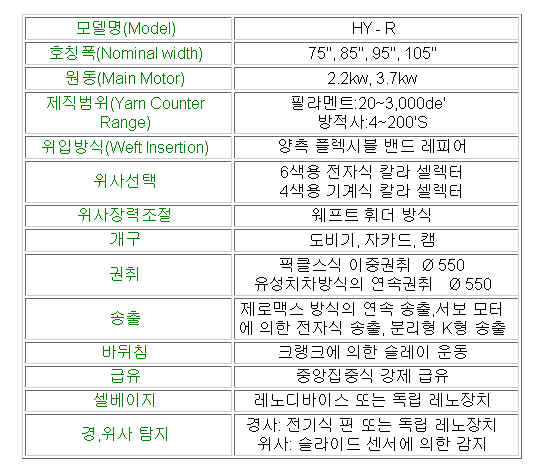 모델명(Model) HY - R
호칭폭(Nominal width) 75", 85", 95", 105"
원동(Main Motor) 2.2kw, 3.7kw
제직범위(Yarn Counter
Range)
필라멘트:20~3,000de'
방적사:4~200'S
위입방식(Weft Insertion) 양측 플렉시블 밴드 레피어
위사선택
6색용 전자식 칼라 셀렉터
4색용 기계식 칼라 셀렉터
위사장력조절 웨프트 휘더 방식
개구 도비기, 자카드, 캠
권취
픽클스식 이중권취 Ø 550
유성치차방식의 연속권취 Ø 550
송출
제로맥스 방식의 연속 송출,서보 모터
에 의한 전자식 송출, 분리형 K형 송출
바뒤침 크랭크에 의한 슬레이 운동
급유 중앙집중식 강제 급유
셀베이지 레노디바이스 또는 독립 레노장치
경,위사 탐지
경사: 전기식 핀 또는 독립 레노장치
위사: 슬라이드 센서에 의한 감지